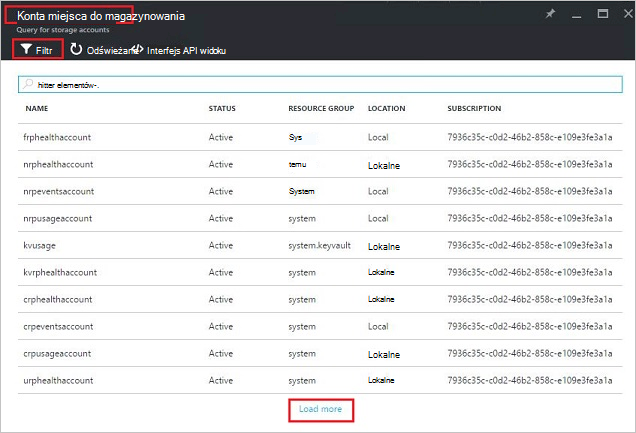 Konta miejsca do magazynowania
Query for storage accounts
Filtr Odświeżanie Interfejs API widoku
hitter elementów-.
NAME STATUS RESOURCE GROUP LOCATION SUBSCRIPTION
frphealthaccount Active Sys Local 7936c35c-c0d2-46b2-858c-e109e3fe3a1a
nrphealthaccount Active temu Lokalne 7936c35c-c0d2-46b2-858c-e109e3fe3a1a
nrpeventsaccount Active System Local 7936c35c-c0d2-46b2-858c-e109e3fe3a1a
nrpusageaccount Active system Local 7936c35c-c0d2-46b2-858c-e109e3fe3a1a
kvusage Active system.keyvault Lokalne 7936c35c-c0d2-46b2-858c-e109e3fe3a1a
kvrphealthaccount Active system Lokalne 7936c35c-c0d2-46b2-858c-e109e3fe3a1a
crphealthaccount Active system Lokalne 7936c35c-c0d2-46b2-858c-e109e3fe3a1a
crpeventsaccount Active system Local 7936c35c-c0d2-46b2-858c-e109e3fe3a1a
crpusageaccount Active system Lokalne 7936c35c-c0d2-46b2-858c-e109e3fe3a1a
urphealthaccount Active system Lokalne 7936c35c-c0d2-46b2-858c-e109e3fe3a1a
Load more